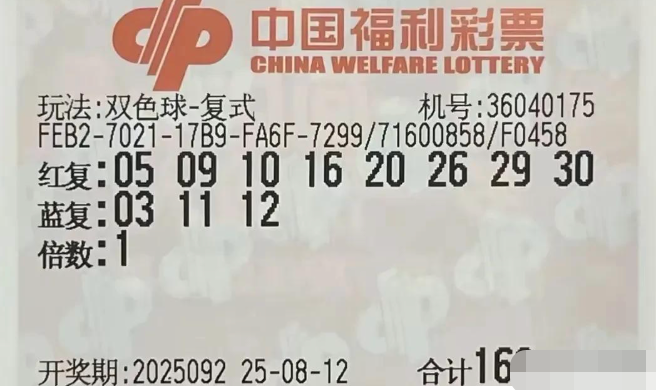 中国福利彩票
CHINA WELFARE LOTTERY
玩法:双色球-复式 机号:36040175
FEB2-7021-17B9-FA6F-7299/71600858/F0458
红复:05 09 10 16 20 26 29 30
蓝复:03 11 12
倍数:1
开奖期:2025092 25-08-12 合计16